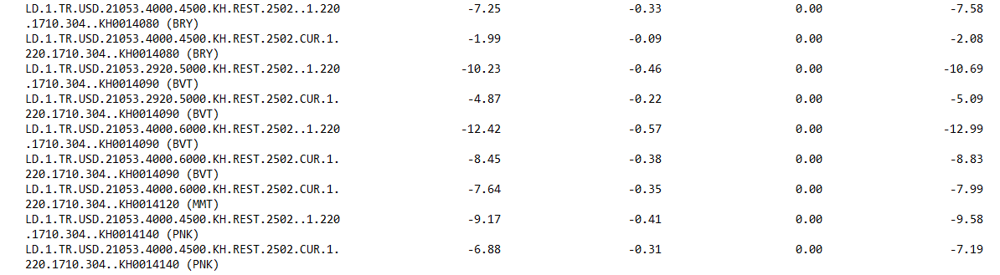 LD.1.TR.USD.21053.4000.4500.KH.REST.2502..1.220 -7.25 -0.33 0.00 -7.58
.1710.304..KH0014080 (BRY)
LD.1.TR.USD.21053.4000.4500.KH.REST.2502.CUR.1. -1.99 -0.09 0.00 -2.08
220.1710.304..KH0014080 (BRY)
LD.1.TR.USD.21053.2920.5000.KH.REST.2502..1.220 -10.23 -0.46 0.00 -10.69
.1710.304..KH0014090 (BVT)
LD.1.TR.USD.21053.2920.5000.KH.REST.2502.CUR.1. -4.87 -0.22 0.00 -5.09
220.1710.304..KH0014090 (BVT)
LD.1.TR.USD.21053.4000.6000.KH.REST.2502..1.220 -12.42 -0.57 0.00 -12.99
.1710.304..KH0014090 (BVT)
LD.1.TR.USD.21053.4000.6000.KH.REST.2502.CUR.1. -8.45 -0.38 0.00 -8.83
220.1710.304..KH0014090 (BVT)
LD.1.TR.USD.21053.4000.6000.KH.REST.2502.CUR.1. -7.64 -0.35 0.00 -7.99
220.1710.304..KH0014120 (MMT)
LD.1.TR.USD.21053.4000.4500.KH.REST.2502..1.220 -9.17 -0.41 0.00 -9.58
.1710.304..KH0014140 (PNK)
LD.1.TR.USD.21053.4000.4500.KH.REST.2502.CUR.1. -6.88 -0.31 0.00 -7.19
220.1710.304..KH0014140 (PNK)